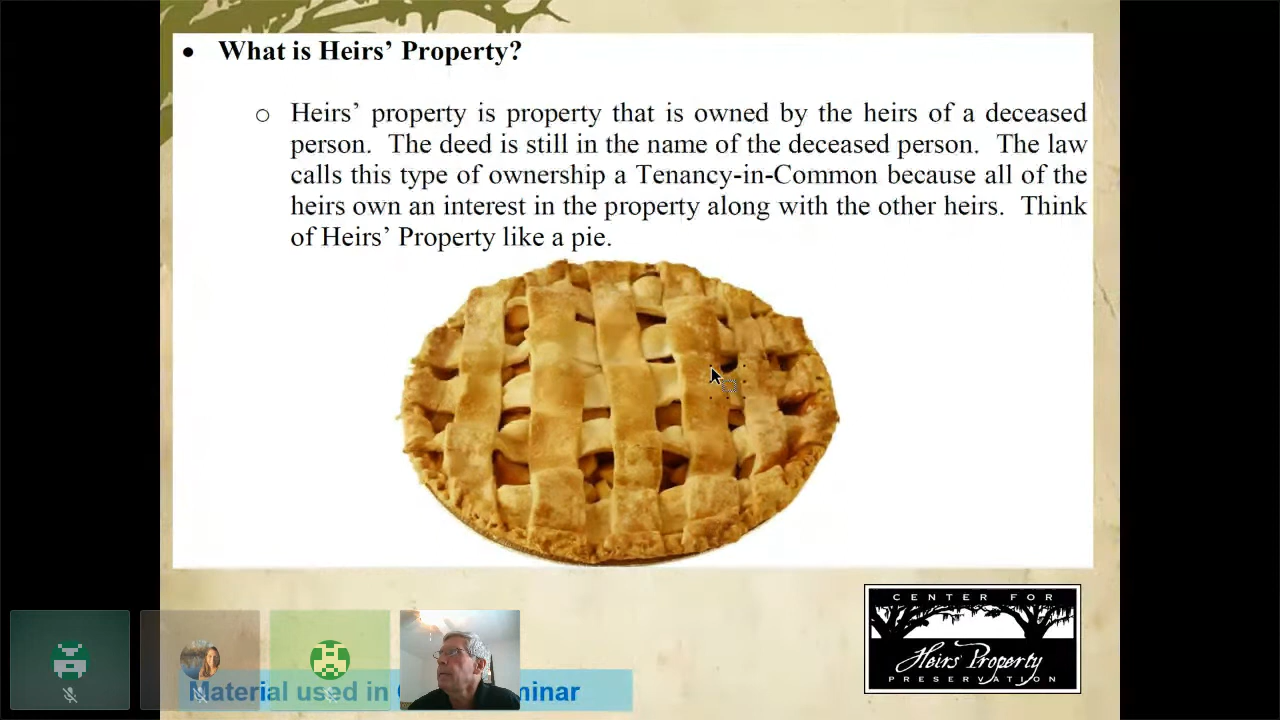 • What is Heirs’ Property?
o Heirs’ property is property that is owned by the heirs of a deceased
person. The deed is still in the name of the deceased person. The law
calls this type of ownership a Tenancy-in-Common because all of the
heirs own an interest in the property along with the other heirs. Think
of Heirs’ Property like a pie.
CENTER FOR
Heirs' Property
PRESERVATION
Material used in
minar